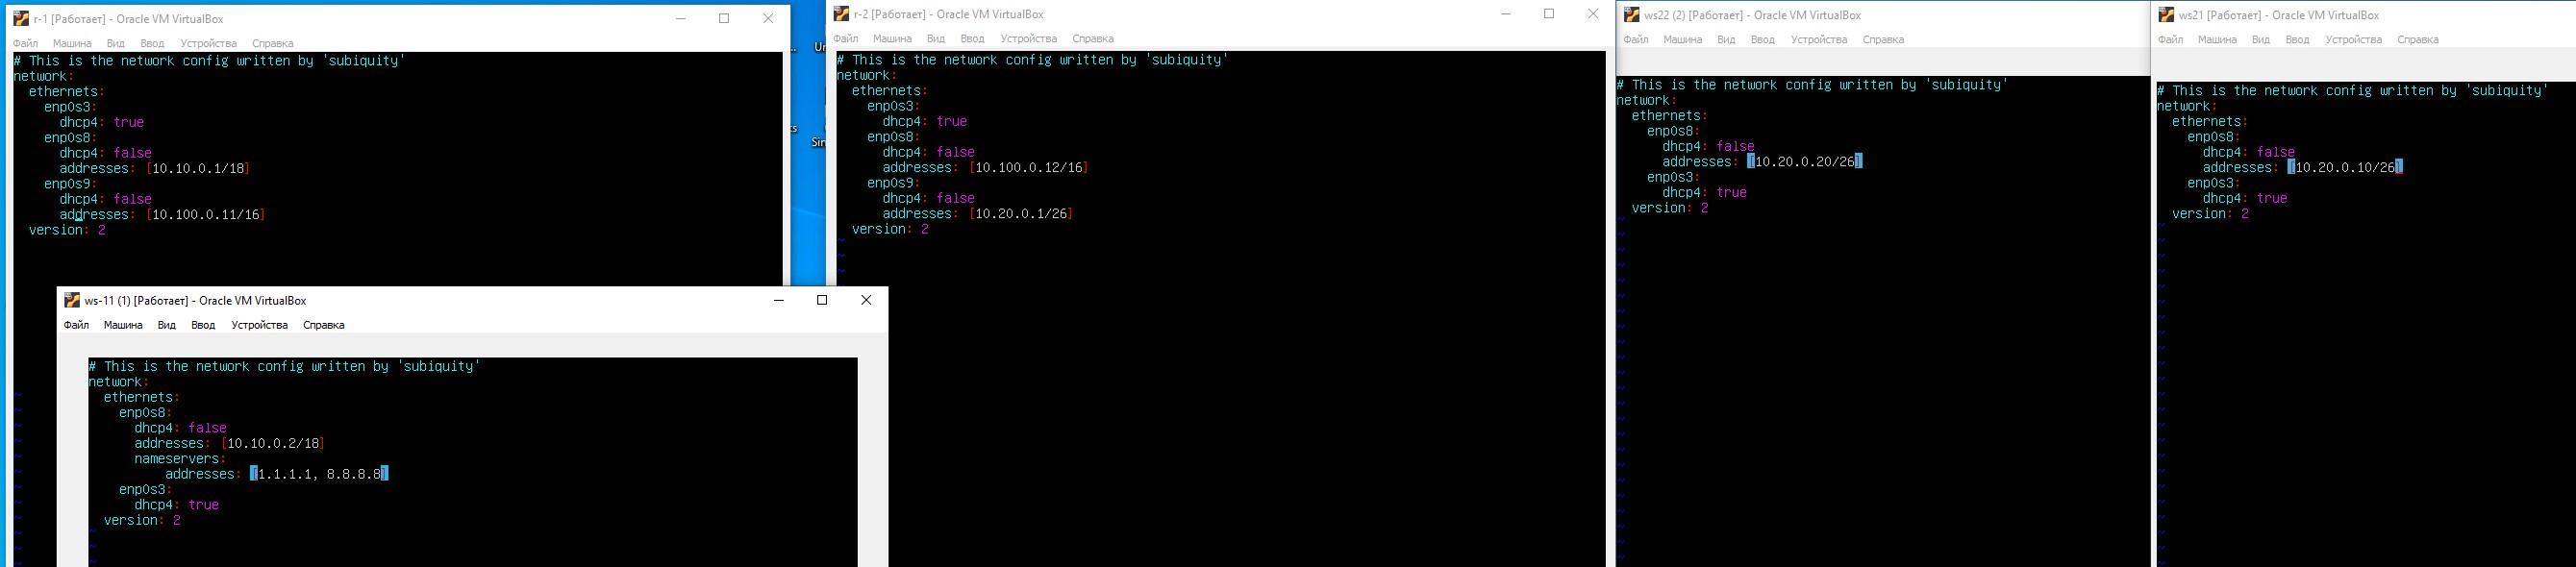 r-1 [Работает] - Oracle VM VirtualBox
Файл Машина Вид Ввод Устройства Справка
# This is the network config written by 'subiquity'
network:
  ethernets:
    enp0s3:
      dhcp4: true
    enp0s8:
      dhcp4: false
      addresses: [10.10.0.1/18]
    enp0s9:
      dhcp4: false
      addresses: [10.100.0.11/16]
  version: 2
ws-11 (1) [Работает] - Oracle VM VirtualBox
Файл Машина Вид Ввод Устройства Справка
# This is the network config written by 'subiquity'
network:
  ethernets:
    enp0s8:
      dhcp4: false
      addresses: [10.10.0.2/18]
      nameservers:
          addresses: [1.1.1.1, 8.8.8.8]
    enp0s3:
      dhcp4: true
  version: 2
r-2 [Работает] - Oracle VM VirtualBox
Файл Машина Вид Ввод Устройства Справка
# This is the network config written by 'subiquity'
network:
  ethernets:
    enp0s3:
      dhcp4: true
    enp0s8:
      dhcp4: false
      addresses: [10.100.0.12/16]
    enp0s9:
      dhcp4: false
      addresses: [10.20.0.1/26]
  version: 2
ws22 (2) [Работает] - Oracle VM VirtualBox
Файл Машина Вид Ввод Устройства Справка
# This is the network config written by 'subiquity'
network:
  ethernets:
    enp0s8:
      dhcp4: false
      addresses: [10.20.0.20/26]
    enp0s3:
      dhcp4: true
  version: 2
ws21 [Работает] - Oracle VM VirtualBox
Файл Машина Вид Ввод Устройства Справка
# This is the network config written by 'subiquity'
network:
  ethernets:
    enp0s8:
      dhcp4: false
      addresses: [10.20.0.10/26]
    enp0s3:
      dhcp4: true
  version: 2